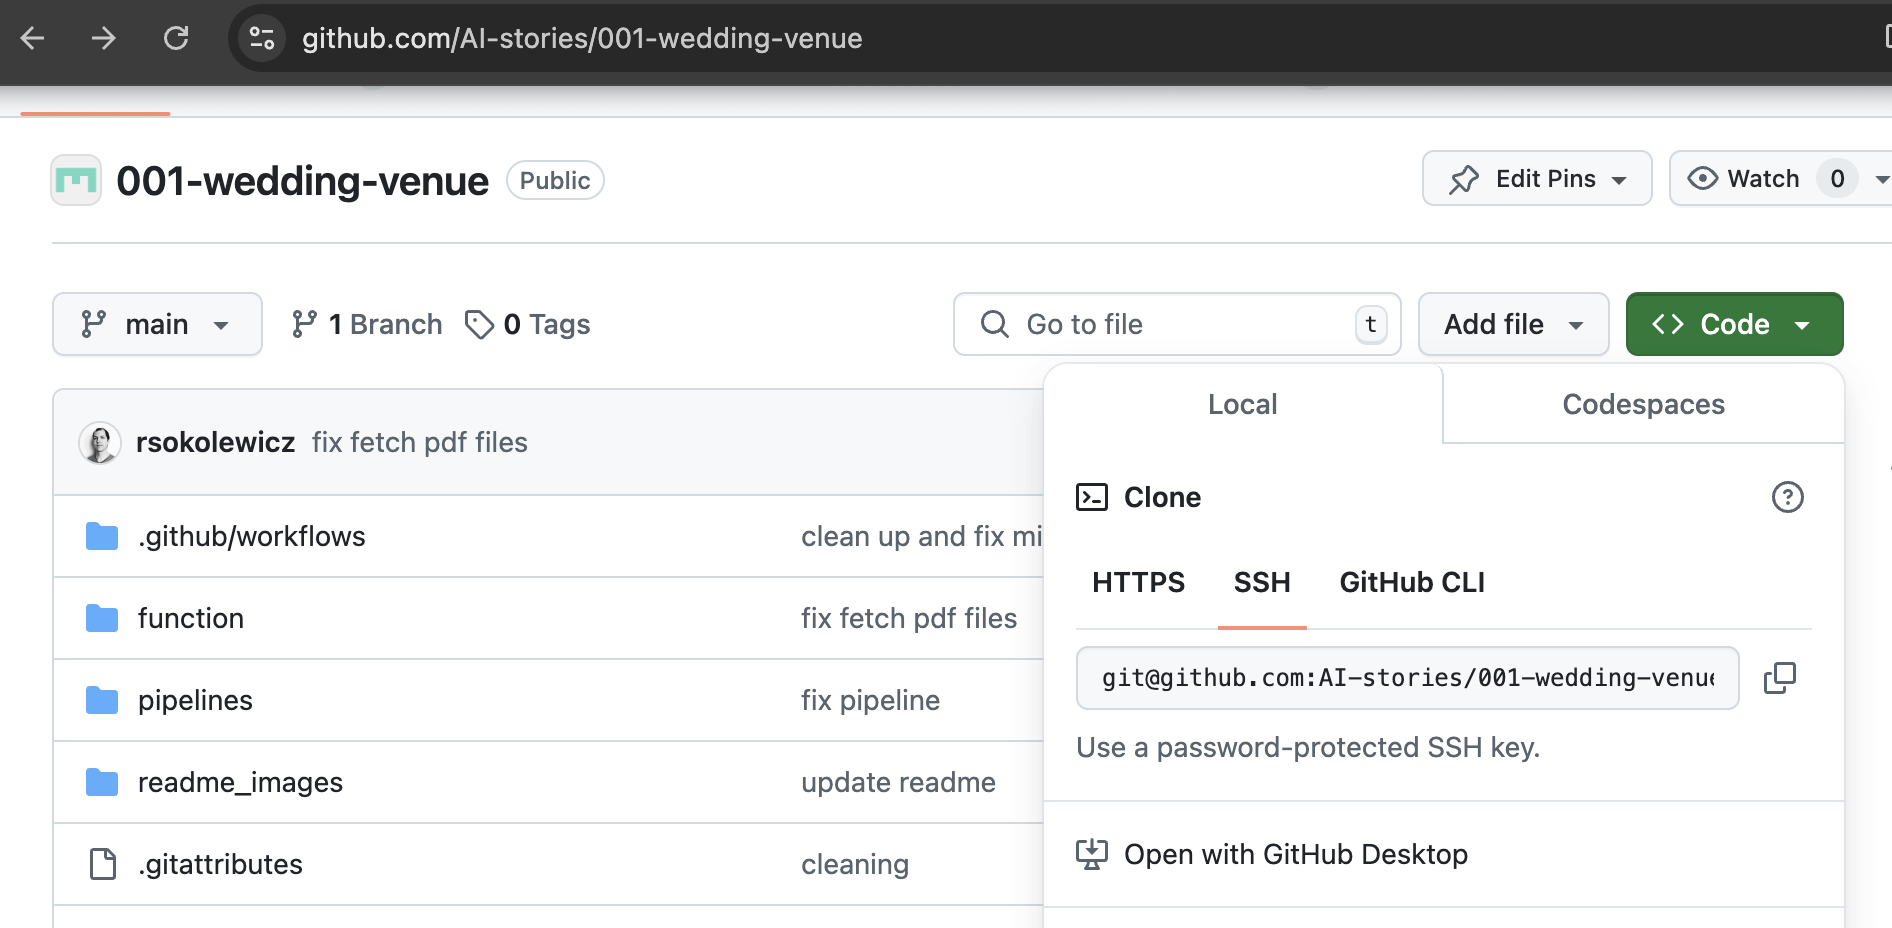 github.com/AI-stories/001-wedding-venue
001-wedding-venue Public
Edit Pins
Watch 0
main
1 Branch
0 Tags
Go to file t
Add file
Code
rsokolewicz fix fetch pdf files
.github/workflows clean up and fix mi
function fix fetch pdf files
pipelines fix pipeline
readme_images update readme
.gitattributes cleaning
Local
Codespaces
Clone
HTTPS SSH GitHub CLI
git@github.com:AI-stories/001-wedding-venue
Use a password-protected SSH key.
Open with GitHub Desktop